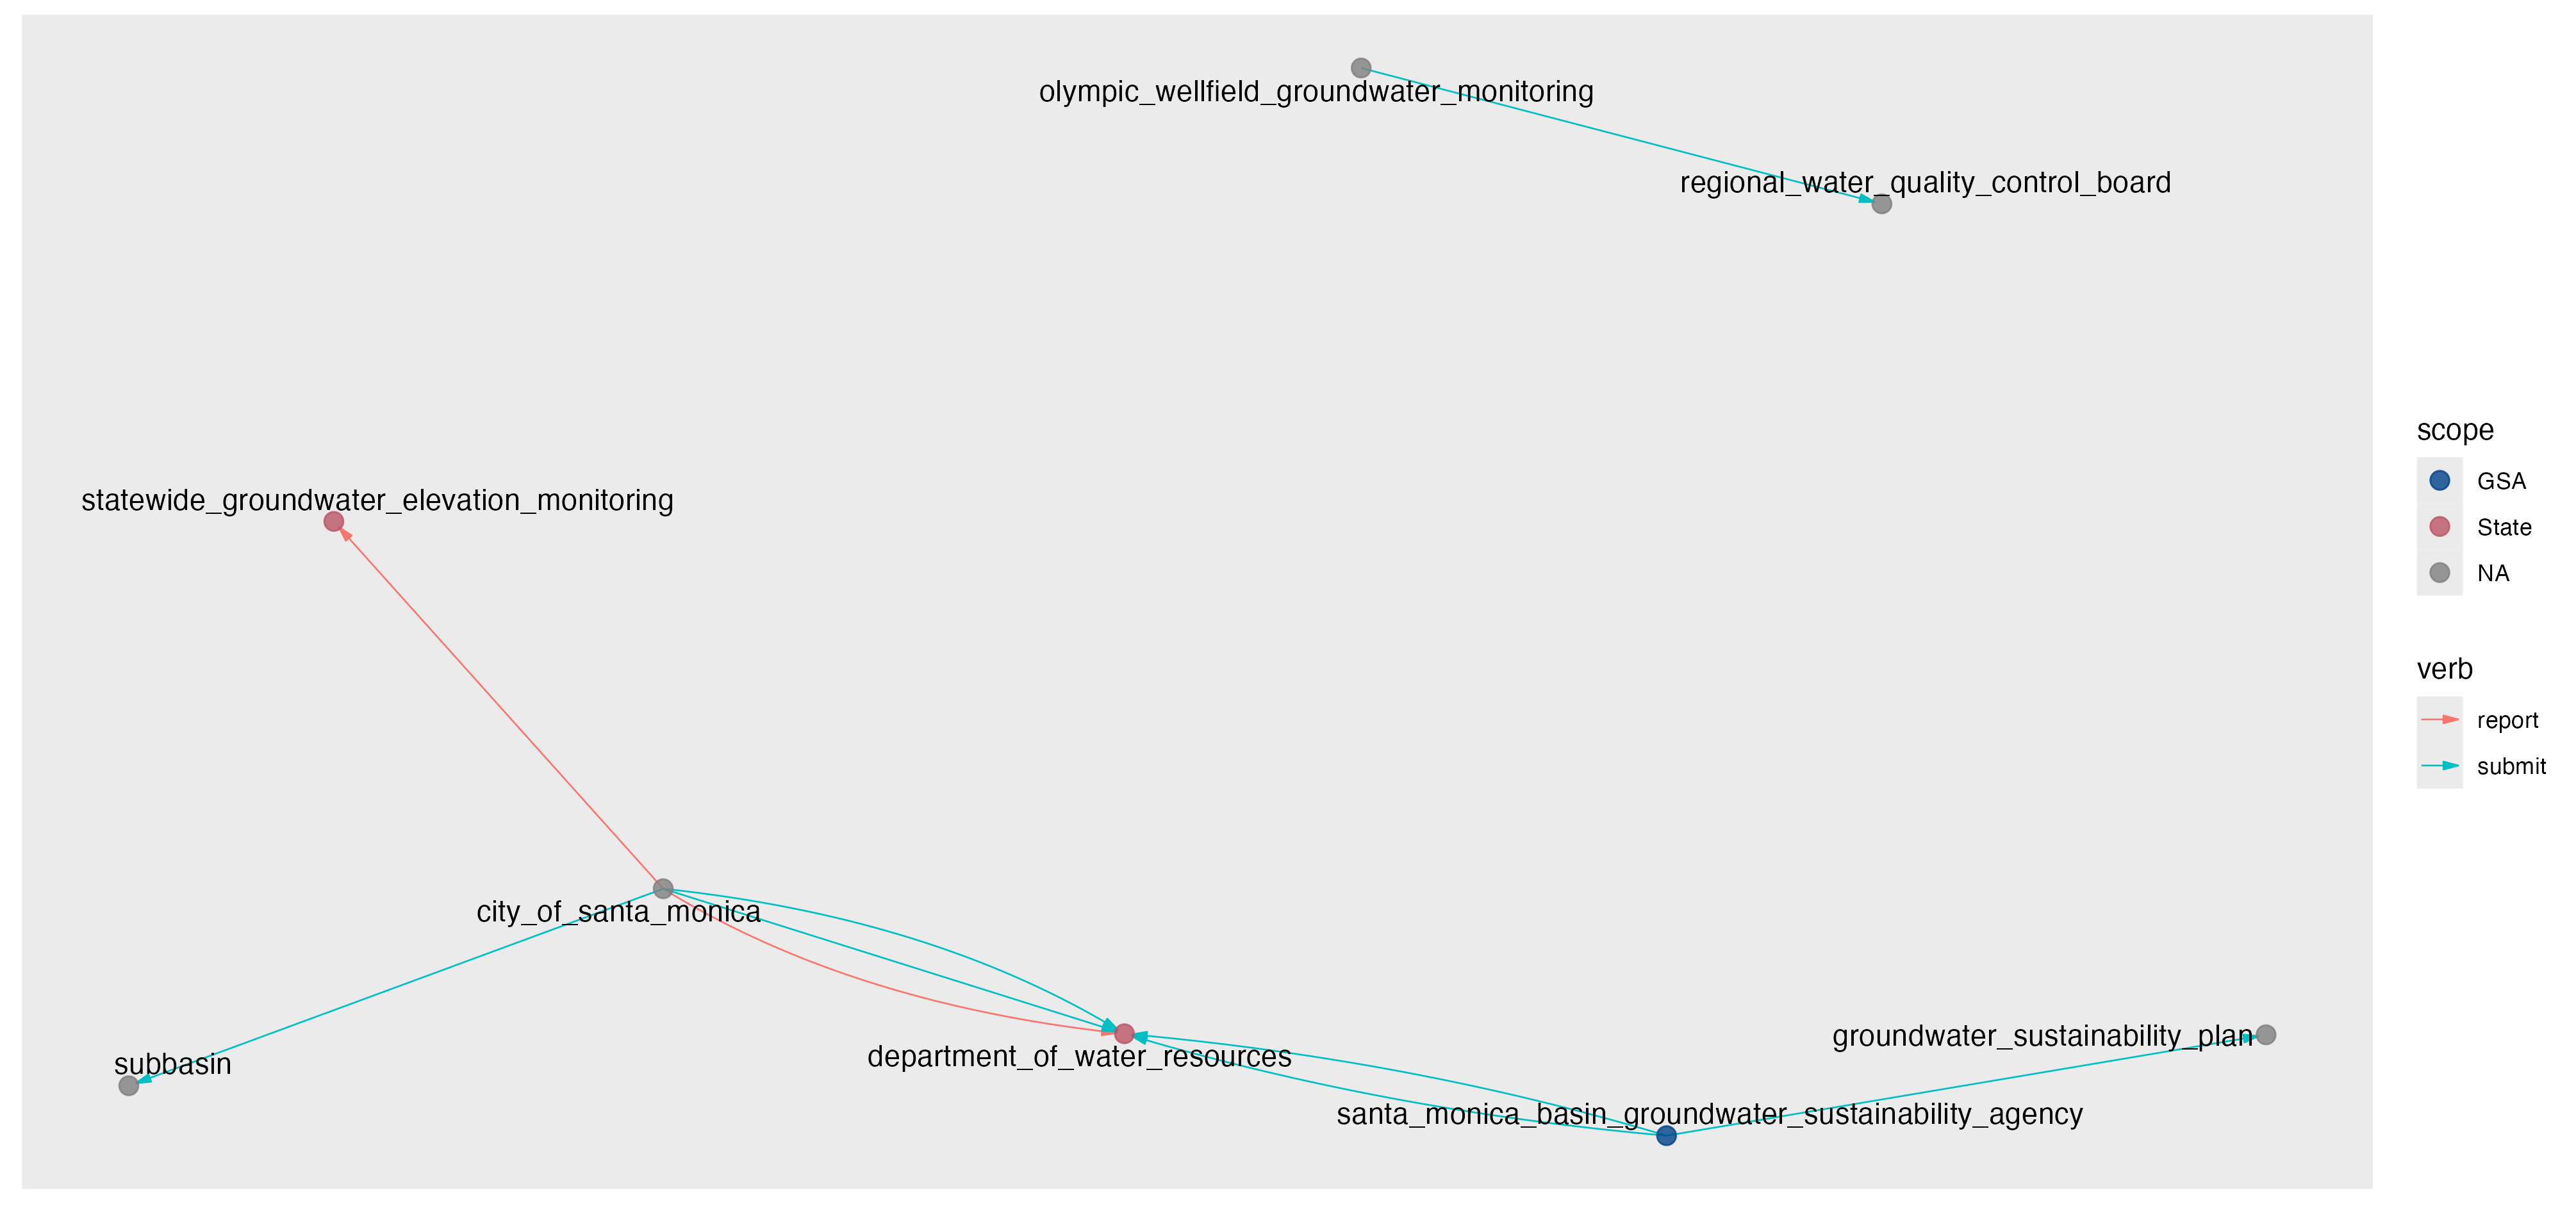 olympic_wellfield_groundwater_monitoring
regional_water_quality_control_board
statewide_groundwater_elevation_monitoring
city_of_santa_monica
department_of_water_resources
groundwater_sustainability_plan
subbasin
santa_monica_basin_groundwater_sustainability_agency
scope
GSA
State
NA
verb
report
submit